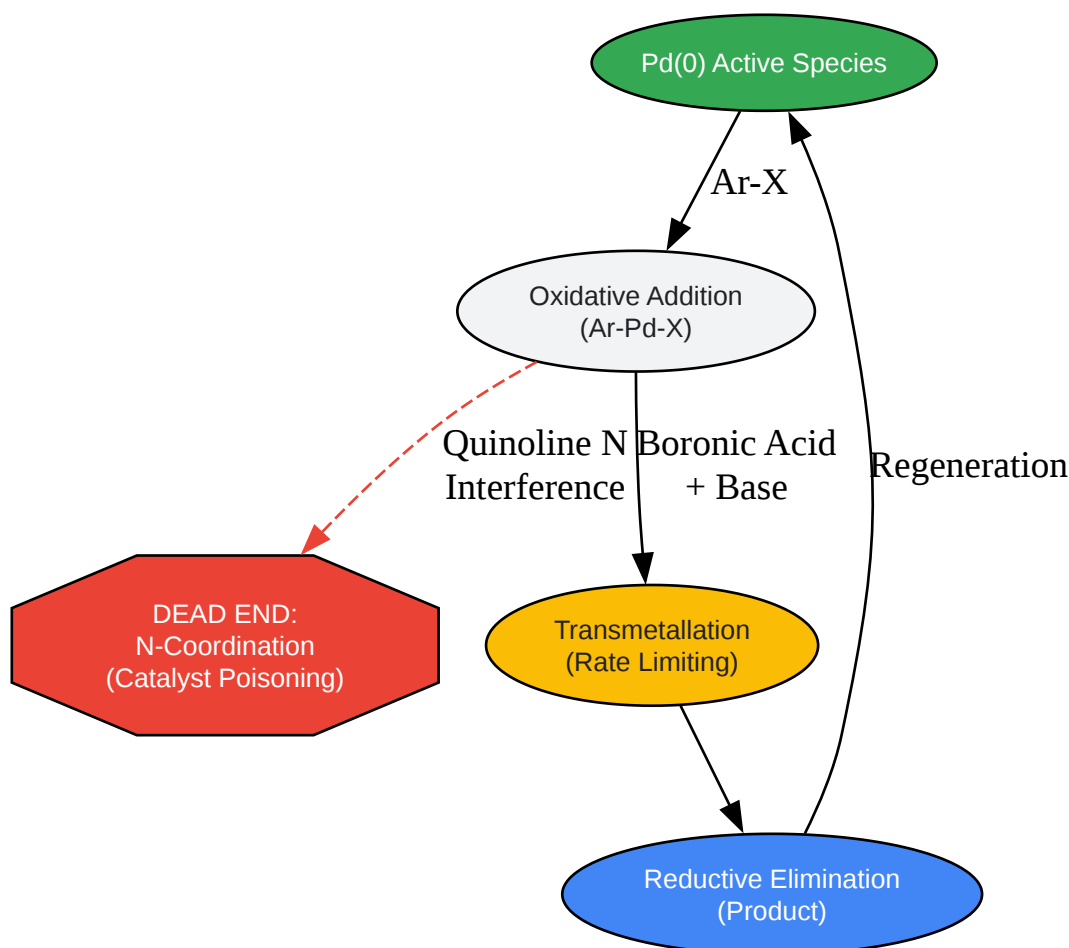 Pd(0) Active Species
Ar-X
Oxidative Addition
(Ar-Pd-X)
Quinoline N
Interference
Boronic Acid
+ Base
Regeneration
DEAD END:
N-Coordination
(Catalyst Poisoning)
Transmetallation
(Rate Limiting)
Reductive Elimination
(Product)